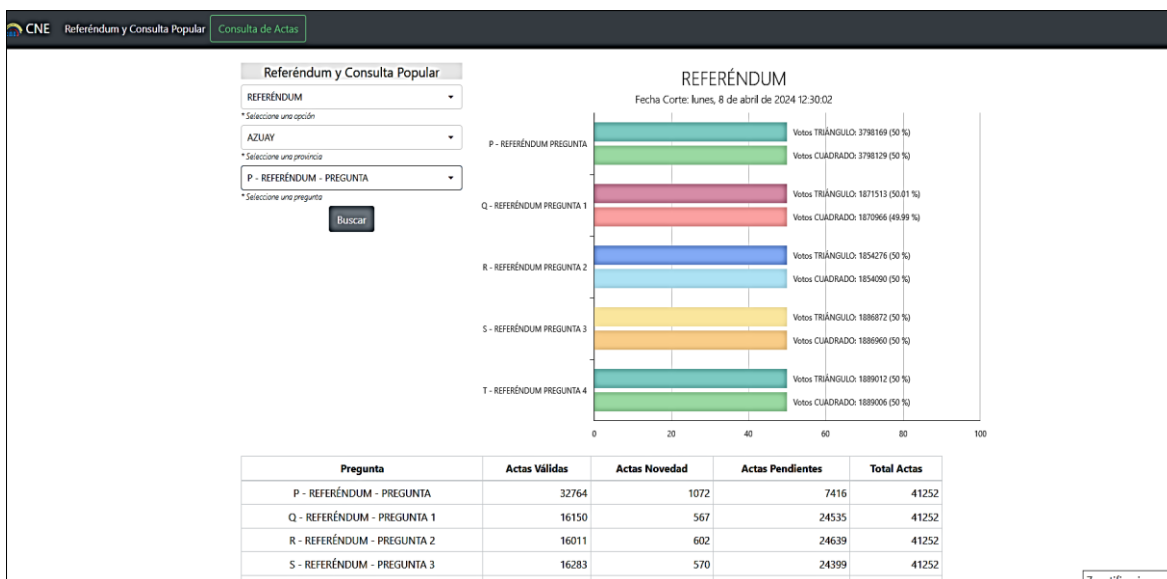 CNE Referéndum y Consulta Popular Consulta de Actas
Referéndum y Consulta Popular
REFERÉNDUM
* Seleccione una opción
AZUAY
* Seleccione una provincia
P - REFERÉNDUM - PREGUNTA
* Seleccione una pregunta
Buscar
REFERÉNDUM
Fecha Corte: lunes, 8 de abril de 2024 12:30:02
P - REFERÉNDUM PREGUNTA
Votos TRIÁNGULO: 3798169 (50 %)
Votos CUADRADO: 3798129 (50 %)
Q - REFERÉNDUM PREGUNTA 1
Votos TRIÁNGULO: 1871513 (50.01 %)
Votos CUADRADO: 1870966 (49.99 %)
R - REFERÉNDUM PREGUNTA 2
Votos TRIÁNGULO: 1854276 (50 %)
Votos CUADRADO: 1854090 (50 %)
S - REFERÉNDUM PREGUNTA 3
Votos TRIÁNGULO: 1886872 (50 %)
Votos CUADRADO: 1886960 (50 %)
T - REFERÉNDUM PREGUNTA 4
Votos TRIÁNGULO: 1889012 (50 %)
Votos CUADRADO: 1889006 (50 %)
0 20 40 60 80 100
Pregunta Actas Válidas Actas Novedad Actas Pendientes Total Actas
P - REFERÉNDUM - PREGUNTA 32764 1072 7416 41252
Q - REFERÉNDUM - PREGUNTA 1 16150 567 24535 41252
R - REFERÉNDUM - PREGUNTA 2 16011 602 24639 41252
S - REFERÉNDUM - PREGUNTA 3 16283 570 24399 41252